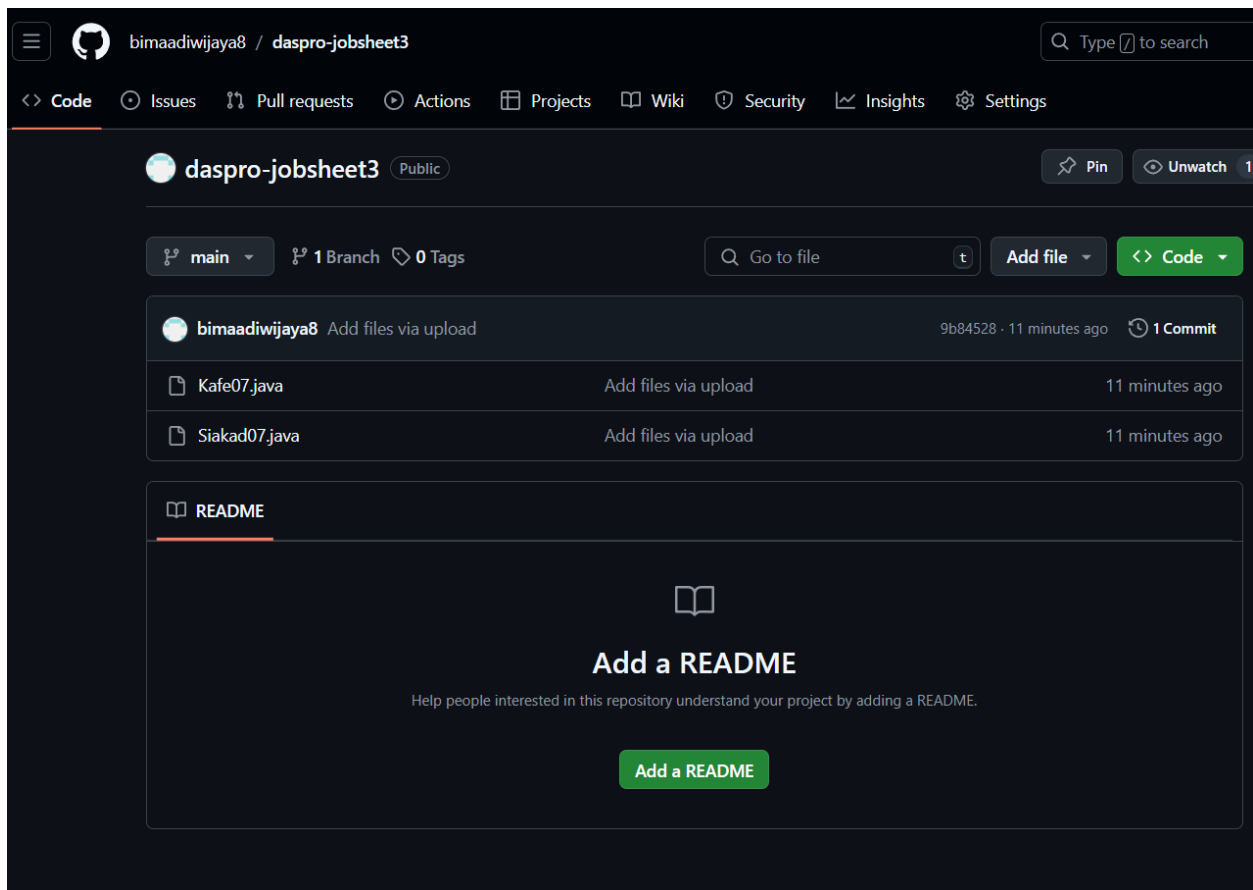 bimaadiwijaya8 / daspro-jobsheet3
Type / to search
Code Issues Pull requests Actions Projects Wiki Security Insights Settings
daspro-jobsheet3 Public
Pin Unwatch 1
main 1 Branch 0 Tags
Go to file t Add file Code
bimaadiwijaya8 Add files via upload 9b84528 · 11 minutes ago 1 Commit
Kafe07.java Add files via upload 11 minutes ago
Siakad07.java Add files via upload 11 minutes ago
README
Add a README
Help people interested in this repository understand your project by adding a README.
Add a README